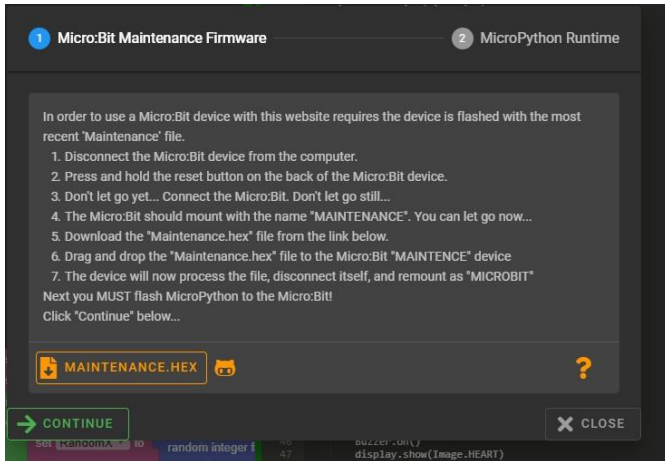 1 Micro:Bit Maintenance Firmware
2 MicroPython Runtime
In order to use a Micro:Bit device with this website requires the device is flashed with the most
recent 'Maintenance' file.
1. Disconnect the Micro:Bit device from the computer.
2. Press and hold the reset button on the back of the Micro:Bit device.
3. Don't let go yet... Connect the Micro:Bit. Don't let go still...
4. The Micro:Bit should mount with the name "MAINTENANCE". You can let go now...
5. Download the "Maintenance.hex" file from the link below.
6. Drag and drop the "Maintenance.hex" file to the Micro:Bit "MAINTENCE" device
7. The device will now process the file, disconnect itself, and remount as "MICROBIT"
Next you MUST flash MicroPython to the Micro:Bit!
Click "Continue" below...
MAINTENANCE.HEX
?
CONTINUE
CLOSE
set RandomX to random integer f
46 Buzzer.on()
47 display.show(Image.HEART)